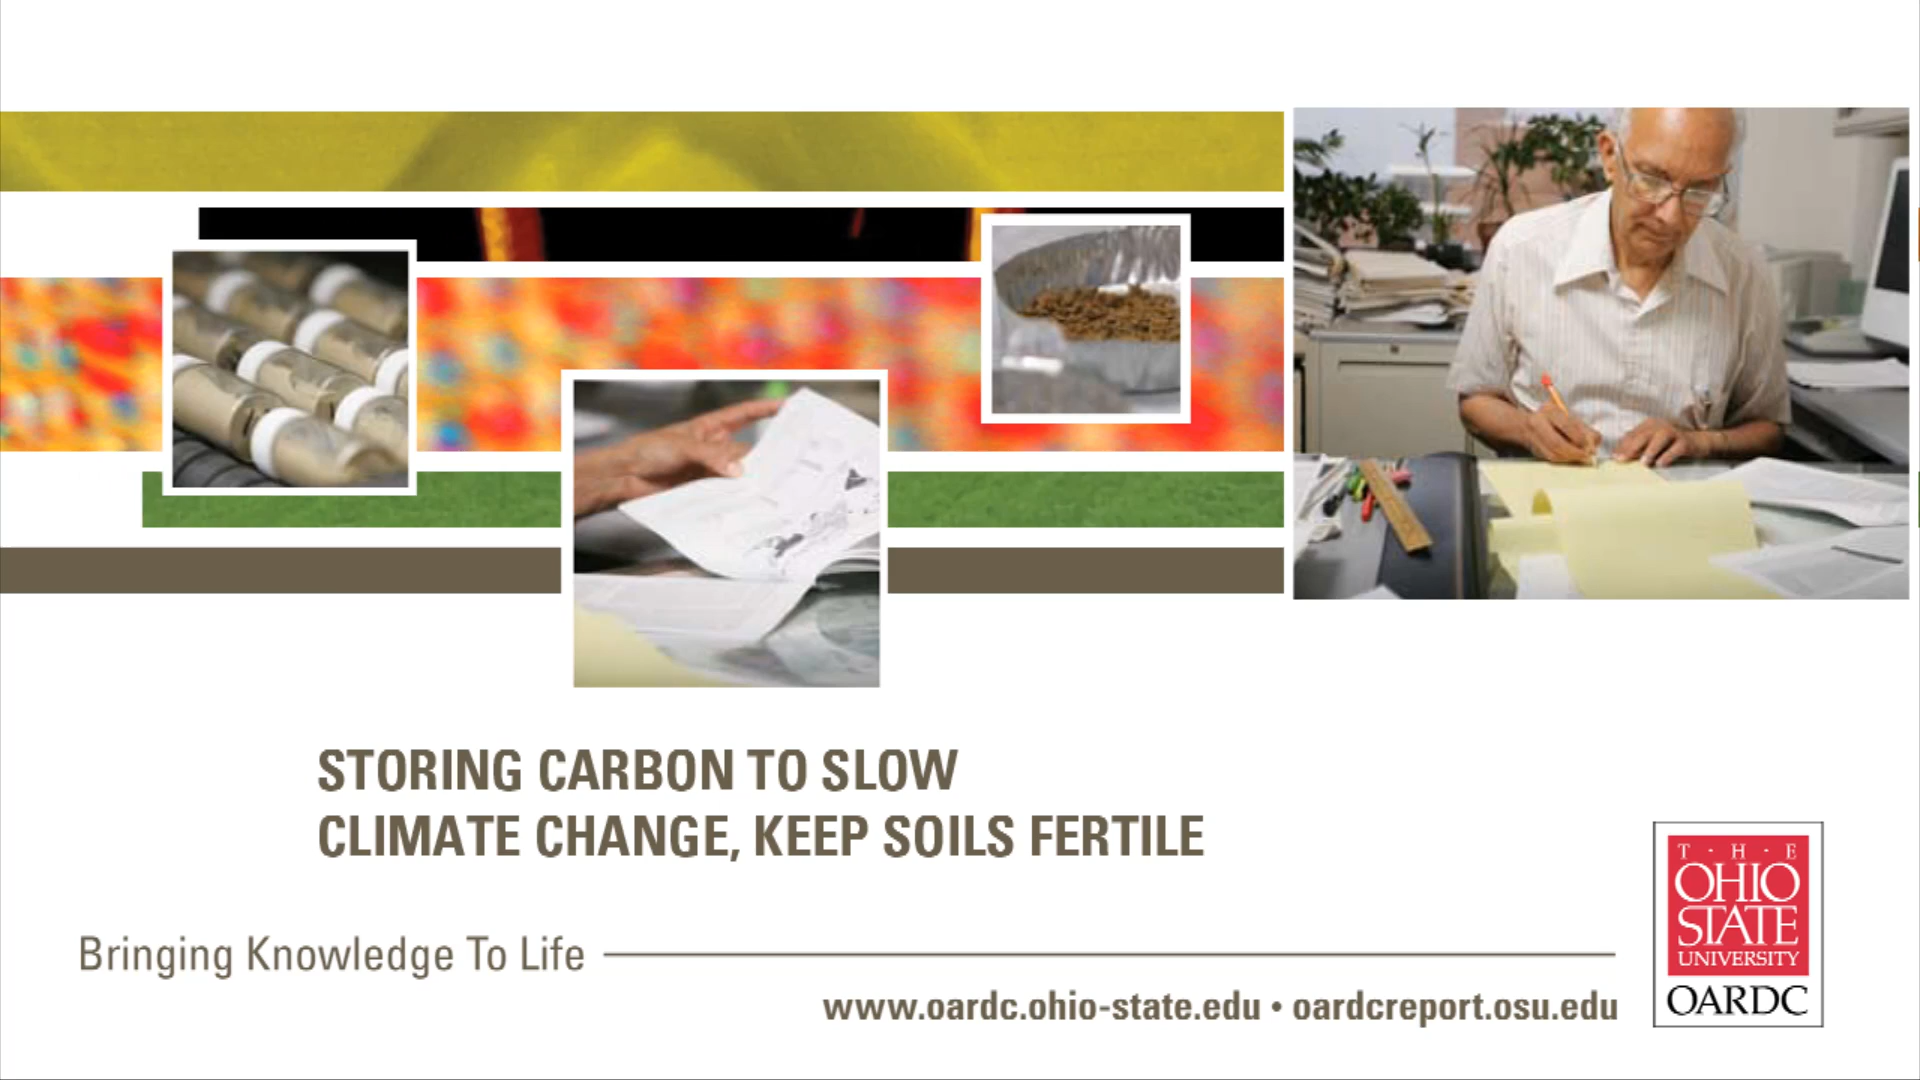 STORING CARBON TO SLOW
CLIMATE CHANGE, KEEP SOILS FERTILE
Bringing Knowledge To Life
www.oardc.ohio-state.edu • oardcreport.osu.edu
T · H · E
OHIO
STATE
UNIVERSITY
OARDC